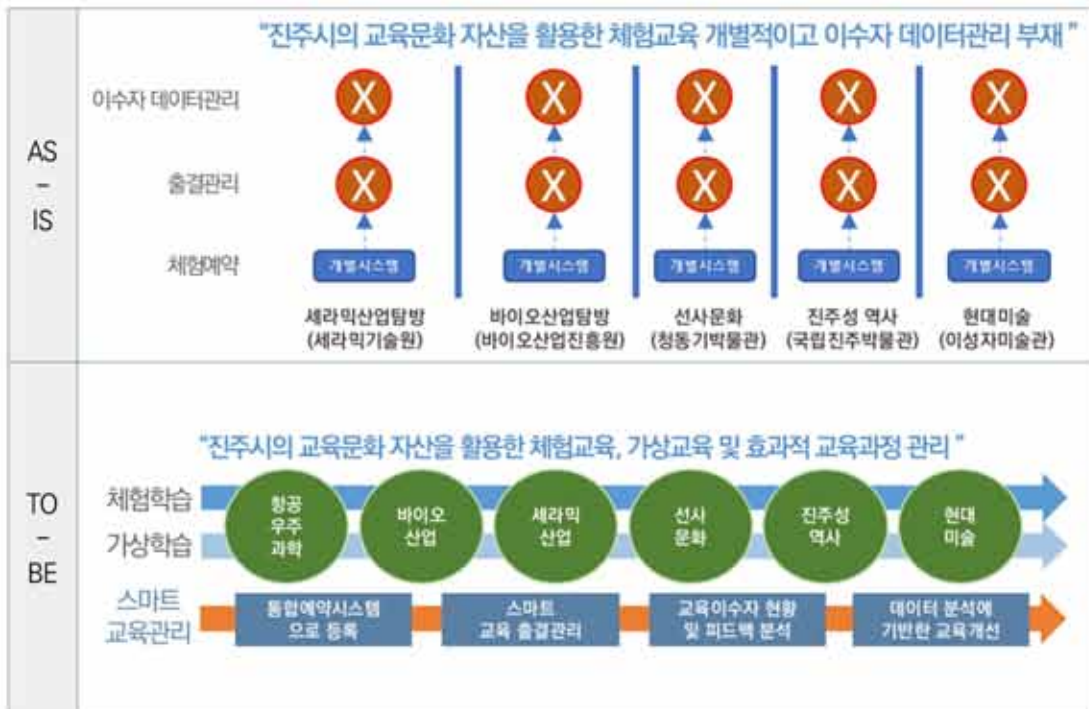 AS
-
IS
"진주시의 교육문화 자산을 활용한 체험교육 개별적이고 이수자 데이터관리 부재 "
이수자 데이터관리
X X X X X
출결관리
X X X X X
체험예약
개별시스템 개별시스템 개별시스템 개별시스템 개별시스템
세라믹산업탐방 바이오산업탐방 선사문화 진주성 역사 현대미술
(세라믹기술원) (바이오산업진흥원) (청동기박물관) (국립진주박물관) (이성자미술관)
TO
-
BE
"진주시의 교육문화 자산을 활용한 체험교육, 가상교육 및 효과적 교육과정 관리 "
체험학습
가상학습
항공
우주
과학
바이오
산업
세라믹
산업
선사
문화
진주성
역사
현대
미술
스마트
교육관리
통합예약시스템
으로 등록
스마트
교육 출결관리
교육이수자 현황
및 피드백 분석
데이터 분석에
기반한 교육개선